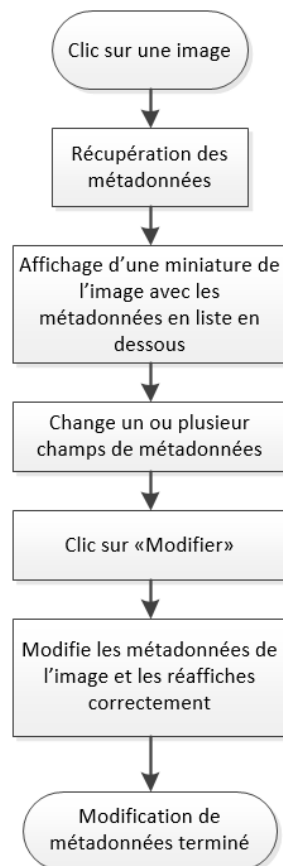 Clic sur une image
Récupération des
métadonnées
Affichage d’une miniature de
l’image avec les
métadonnées en liste en
dessous
Change un ou plusieur
champs de métadonnées
Clic sur «Modifier»
Modifie les métadonnées de
l’image et les réaffiches
correctement
Modification de
métadonnées terminé